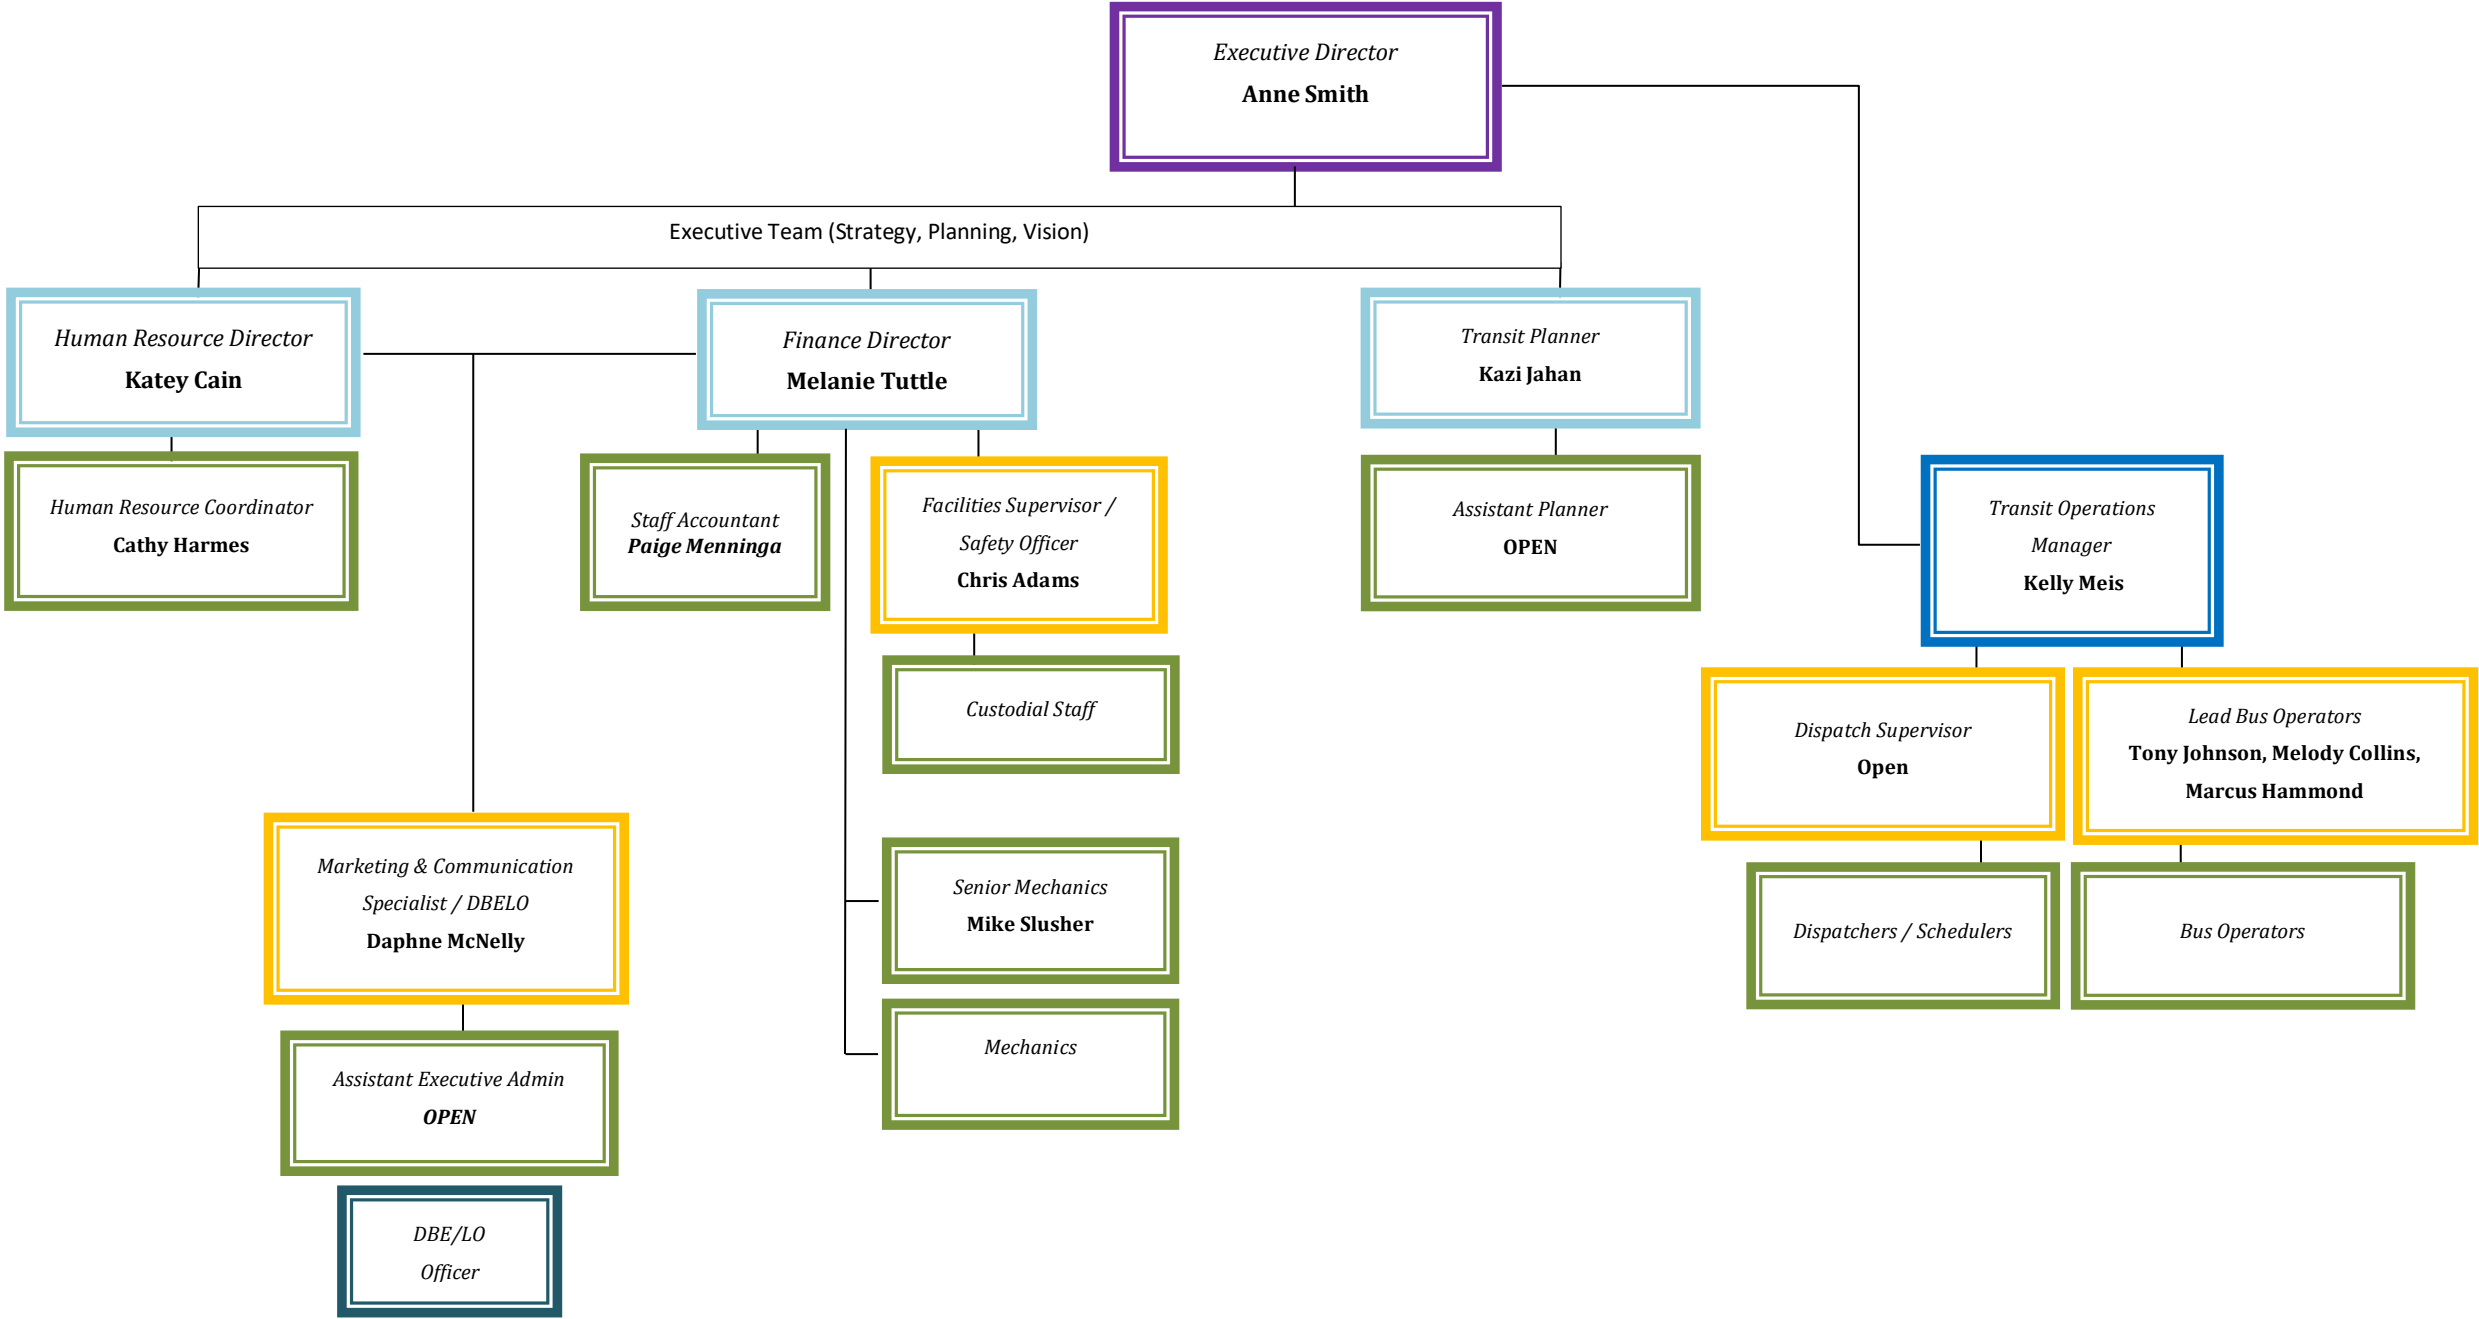 Executive Director
Anne Smith
Executive Team (Strategy, Planning, Vision)
Human Resource Director
Katey Cain
Finance Director
Melanie Tuttle
Transit Planner
Kazi Jahan
Human Resource Coordinator
Cathy Harmes
Staff Accountant
Paige Menninga
Facilities Supervisor /
Safety Officer
Chris Adams
Assistant Planner
OPEN
Transit Operations
Manager
Kelly Meis
Custodial Staff
Dispatch Supervisor
Open
Lead Bus Operators
Tony Johnson, Melody Collins,
Marcus Hammond
Marketing & Communication
Specialist / DBELO
Daphne McNelly
Senior Mechanics
Mike Slusher
Dispatchers / Schedulers
Bus Operators
Assistant Executive Admin
OPEN
Mechanics
DBE/LO
Officer